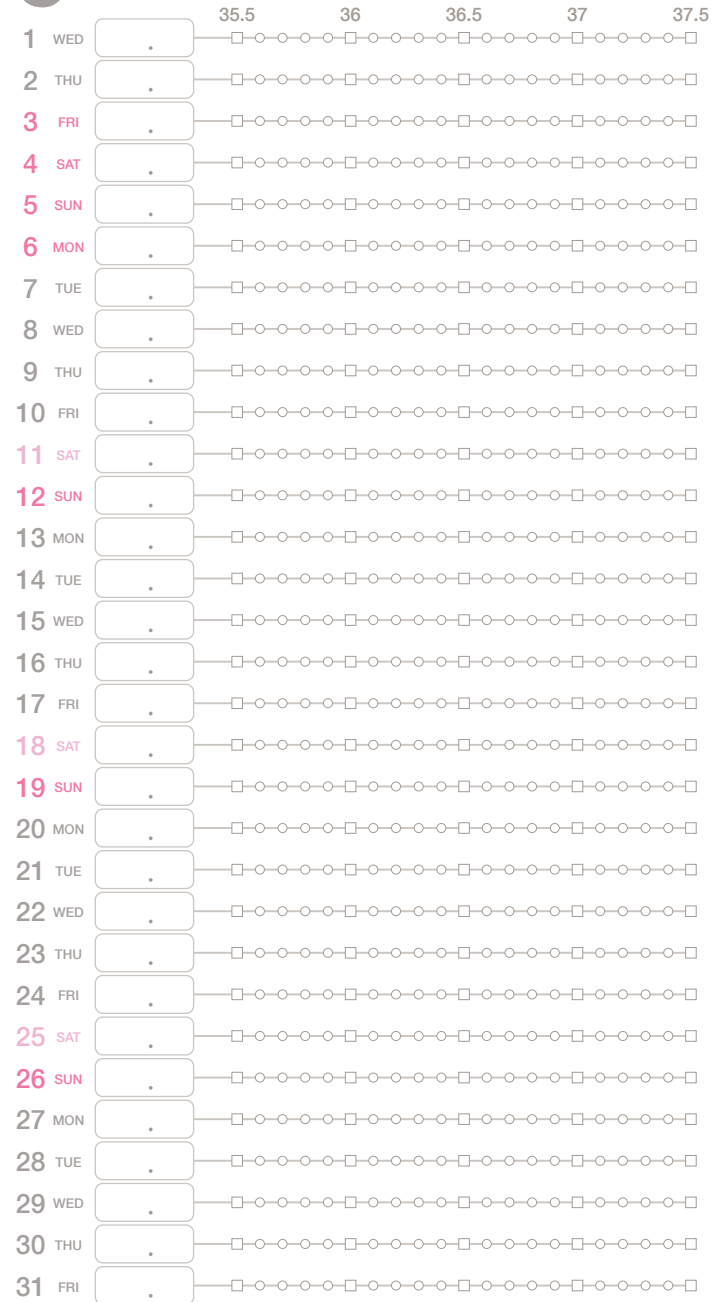 35.5 36 36.5 37 37.5
1 WED .
2 THU .
3 FRI .
4 SAT .
5 SUN .
6 MON .
7 TUE .
8 WED .
9 THU .
10 FRI .
11 SAT .
12 SUN .
13 MON .
14 TUE .
15 WED .
16 THU .
17 FRI .
18 SAT .
19 SUN .
20 MON .
21 TUE .
22 WED .
23 THU .
24 FRI .
25 SAT .
26 SUN .
27 MON .
28 TUE .
29 WED .
30 THU .
31 FRI .